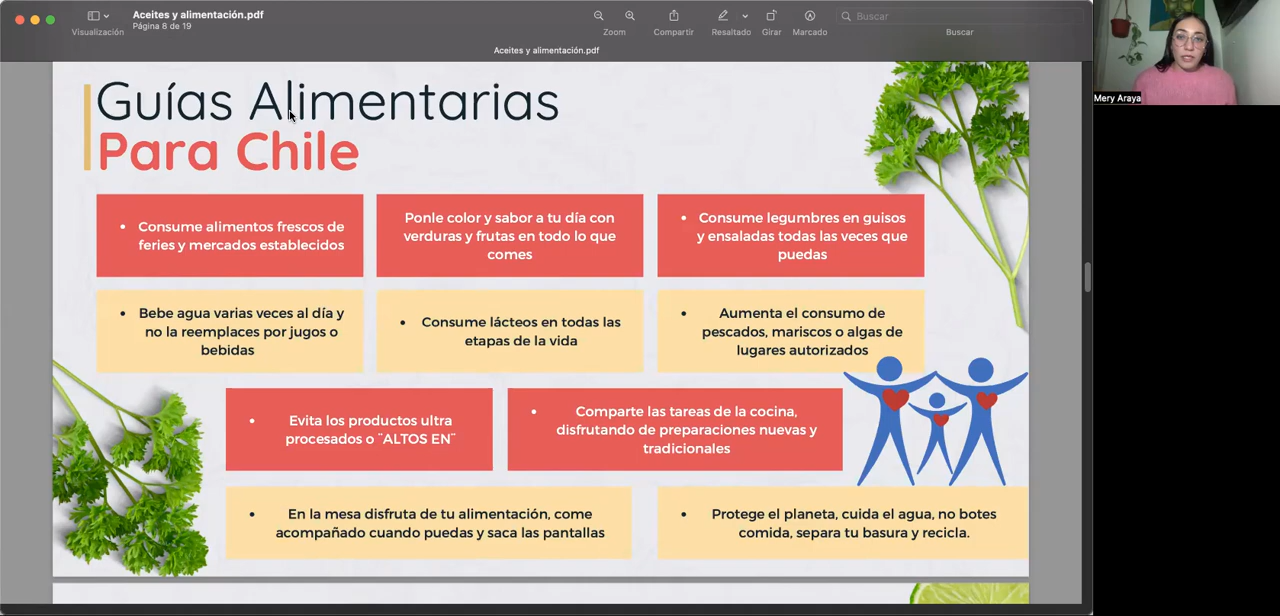 Aceites y alimentación.pdf
Página 8 de 19
Visualización
Zoom
Compartir
Resaltado
Girar
Marcado
Buscar
Buscar
Aceites y alimentación.pdf
Mery Araya
Guías Alimentarias
Para Chile
• Consume alimentos frescos de
feries y mercados establecidos
Ponle color y sabor a tu día con
verduras y frutas en todo lo que
comes
• Consume legumbres en guisos
y ensaladas todas las veces que
puedas
• Bebe agua varias veces al día y
no la reemplaces por jugos o
bebidas
• Consume lácteos en todas las
etapas de la vida
• Aumenta el consumo de
pescados, mariscos o algas de
lugares autorizados
• Evita los productos ultra
procesados o "ALTOS EN"
• Comparte las tareas de la cocina,
disfrutando de preparaciones nuevas y
tradicionales
• En la mesa disfruta de tu alimentación, come
acompañado cuando puedas y saca las pantallas
• Protege el planeta, cuida el agua, no botes
comida, separa tu basura y recicla.